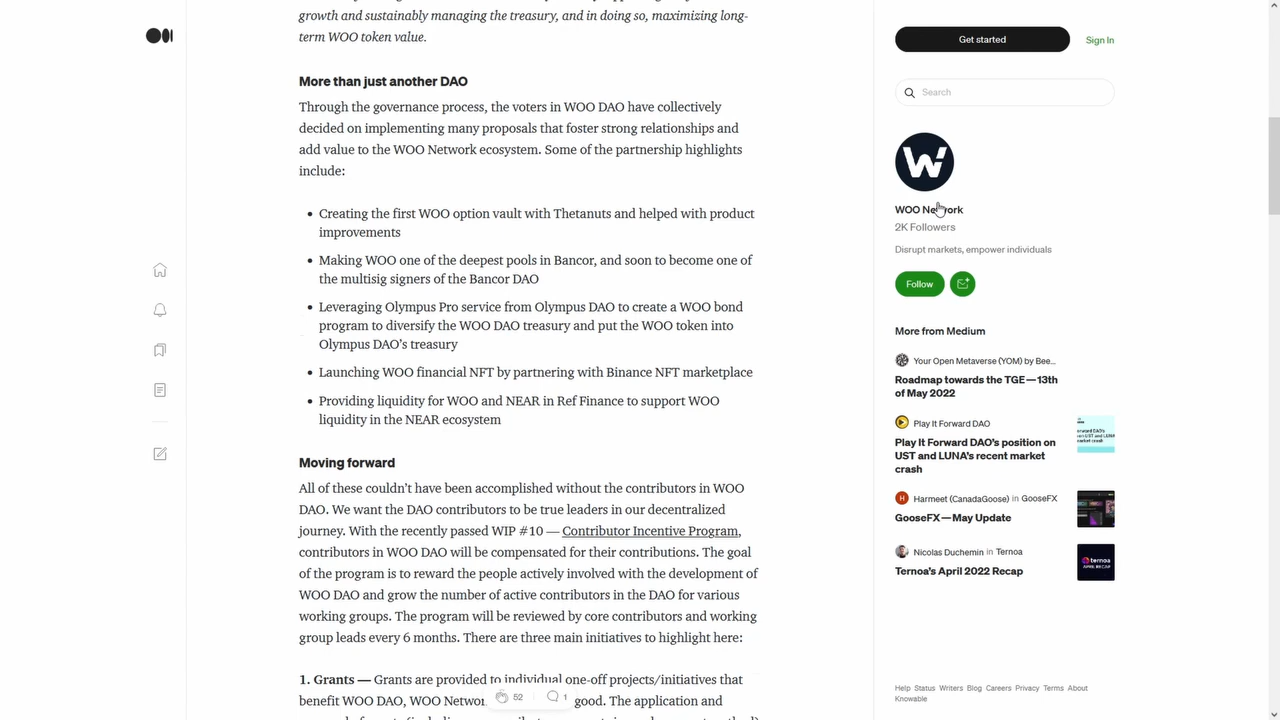 growth and sustainably managing the treasury, and in doing so, maximizing long-
term WOO token value.
More than just another DAO
Through the governance process, the voters in WOO DAO have collectively
decided on implementing many proposals that foster strong relationships and
add value to the WOO Network ecosystem. Some of the partnership highlights
include:
• Creating the first WOO option vault with Thetanuts and helped with product
improvements
• Making WOO one of the deepest pools in Bancor, and soon to become one of
the multisig signers of the Bancor DAO
• Leveraging Olympus Pro service from Olympus DAO to create a WOO bond
program to diversify the WOO DAO treasury and put the WOO token into
Olympus DAO’s treasury
• Launching WOO financial NFT by partnering with Binance NFT marketplace
• Providing liquidity for WOO and NEAR in Ref Finance to support WOO
liquidity in the NEAR ecosystem
Moving forward
All of these couldn’t have been accomplished without the contributors in WOO
DAO. We want the DAO contributors to be true leaders in our decentralized
journey. With the recently passed WIP #10 — Contributor Incentive Program,
contributors in WOO DAO will be compensated for their contributions. The goal
of the program is to reward the people actively involved with the development of
WOO DAO and grow the number of active contributors in the DAO for various
working groups. The program will be reviewed by core contributors and working
group leads every 6 months. There are three main initiatives to highlight here:
1. Grants — Grants are provided to individual one-off projects/initiatives that
benefit WOO DAO, WOO good. The application and
52
1
Get started
Sign In
Search
W
WOO Network
2K Followers
Disrupt markets, empower individuals
Follow
More from Medium
Your Open Metaverse (YOM) by Bee...
Roadmap towards the TGE — 13th
of May 2022
Play It Forward DAO
Play It Forward DAO’s position on
UST and LUNA’s recent market
crash
H
Harmeet (CanadaGoose) in GooseFX
GooseFX — May Update
Nicolas Duchemin in Ternoa
Ternoa’s April 2022 Recap
ternoa
APRIL RECAP
Help Status Writers Blog Careers Privacy Terms About
Knowable